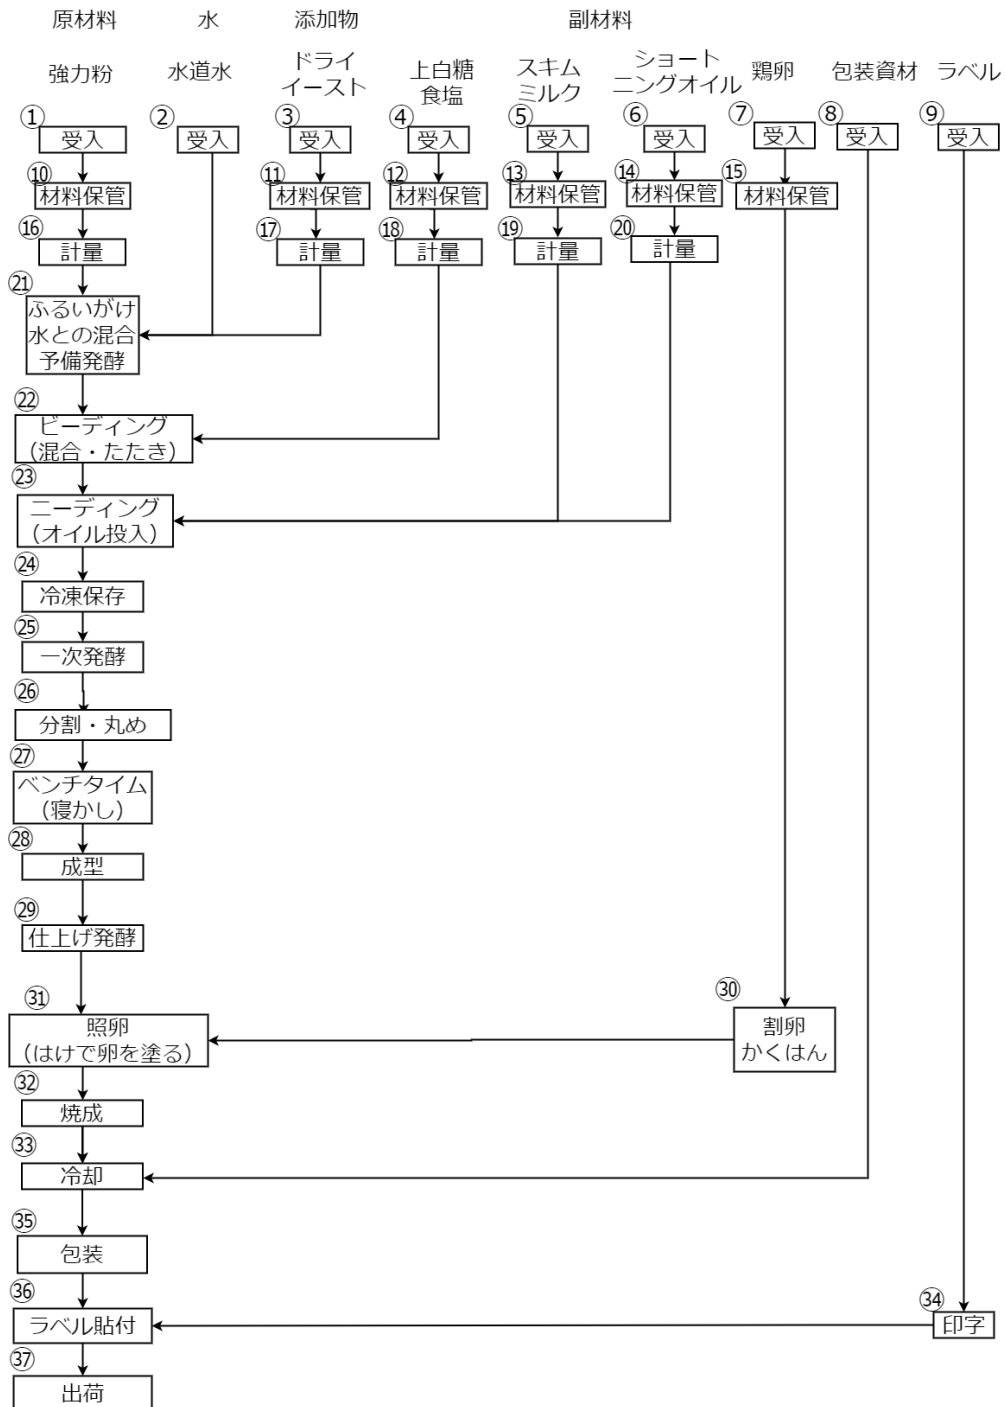 原材料 水 添加物 副材料
強力粉
水道水
ドライ
イースト
上白糖
食塩
スキム
ミルク
ショート
ニングオイル
鶏卵
包装資材
ラベル
① 受入
② 受入
③ 受入
④ 受入
⑤ 受入
⑥ 受入
⑦ 受入
⑧ 受入
⑨ 受入
⑩ 材料保管
⑪ 材料保管
⑫ 材料保管
⑬ 材料保管
⑭ 材料保管
⑮ 材料保管
⑯ 計量
⑰ 計量
⑱ 計量
⑲ 計量
⑳ 計量
㉑
ふるいがけ
水との混合
予備発酵
㉒
ビーディング
（混合・たたき）
㉓
ニーディング
（オイル投入）
㉔
冷凍保存
㉕
一次発酵
㉖
分割・丸め
㉗
ベンチタイム
（寝かし）
㉘
成型
㉙
仕上げ発酵
㉚
割卵
かくはん
㉛
照卵
（はけで卵を塗る）
㉜
焼成
㉝
冷却
㉞
印字
㉟
包装
㊱
ラベル貼付
㊲
出荷